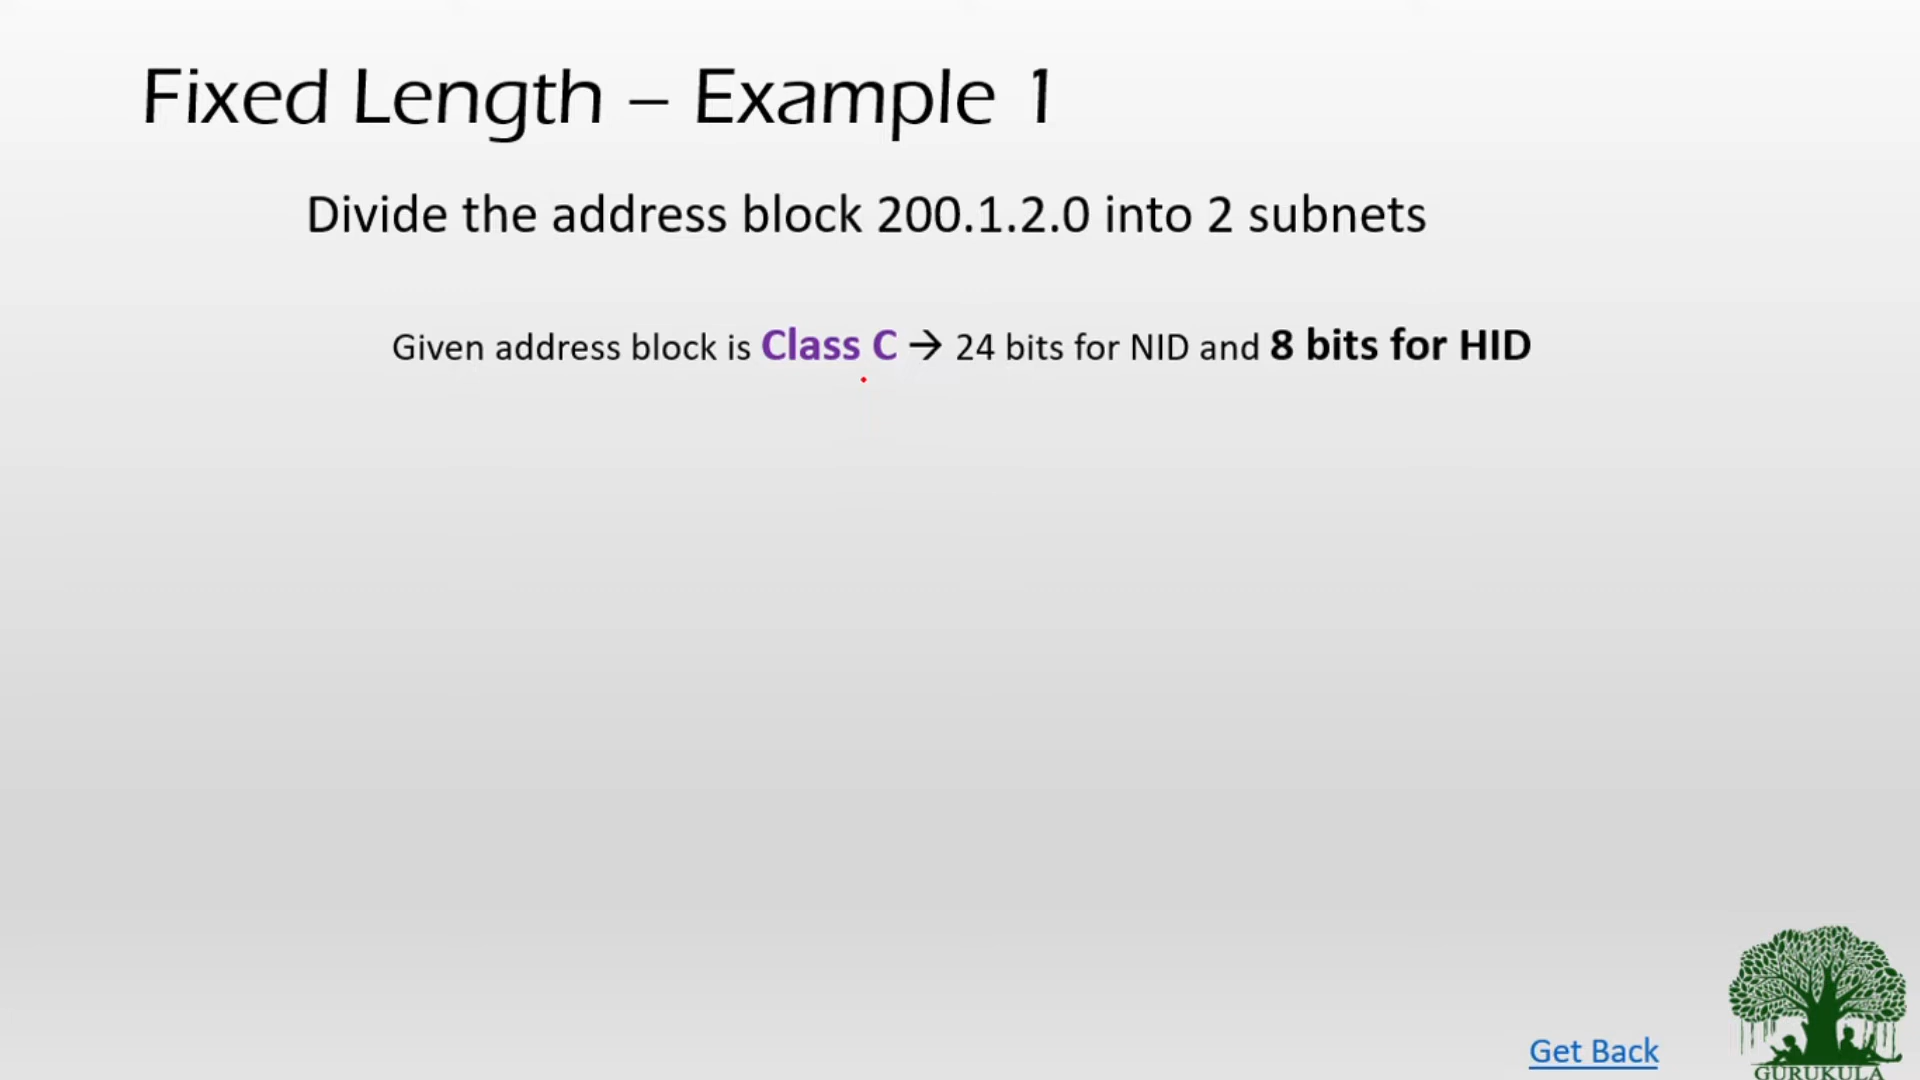 Fixed Length – Example 1
Divide the address block 200.1.2.0 into 2 subnets
Given address block is Class C → 24 bits for NID and 8 bits for HID
Get Back
GURUKULA